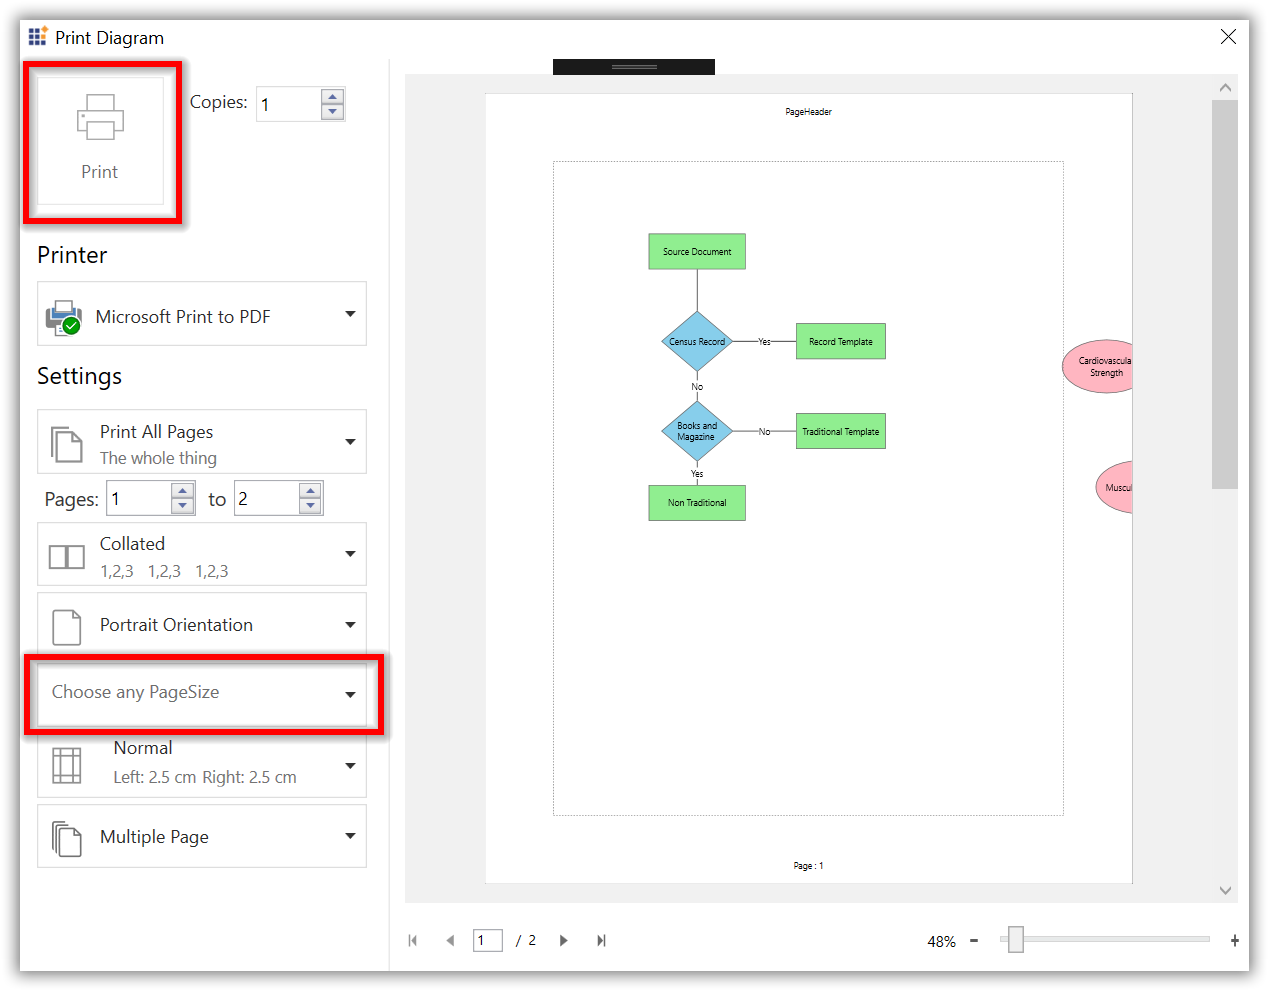 Print Diagram
Print
Copies: 1
Printer
Microsoft Print to PDF
Settings
Print All Pages
The whole thing
Pages: 1 to 2
Collated
1,2,3 1,2,3 1,2,3
Portrait Orientation
Choose any PageSize
Normal
Left: 2.5 cm Right: 2.5 cm
Multiple Page
PageHeader
Source Document
Census Record
Yes
Record Template
No
Books and
Magazine
No
Traditional Template
Yes
Non Traditional
Cardiovascula
Strength
Muscul
Page : 1
1 / 2
48% - +